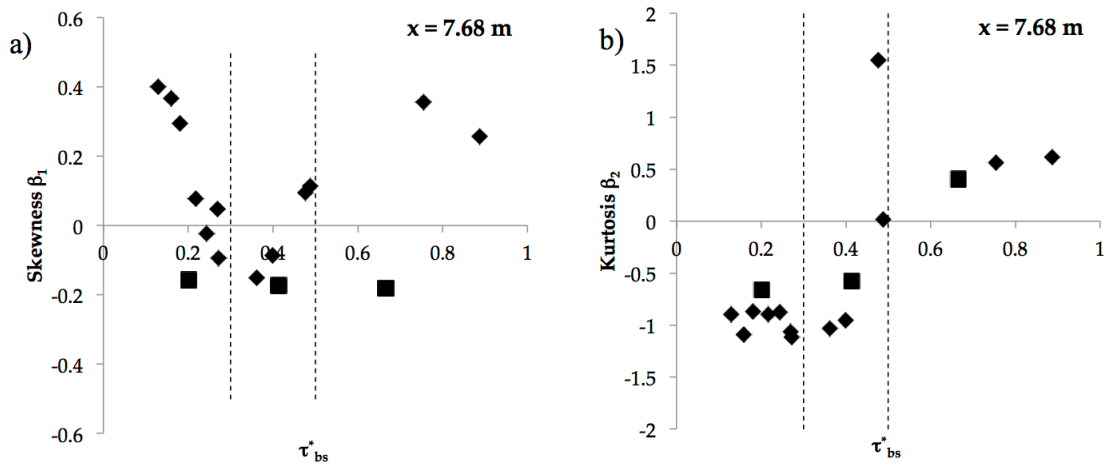 a)
x = 7.68 m
Skewness β1
0.6
0.4
0.2
0
-0.2
-0.4
-0.6
0 0.2 0.4 0.6 0.8 1
τ*bs
b)
x = 7.68 m
Kurtosis β2
2
1.5
1
0.5
0
-0.5
-1
-1.5
-2
0 0.2 0.4 0.6 0.8 1
τ*bs